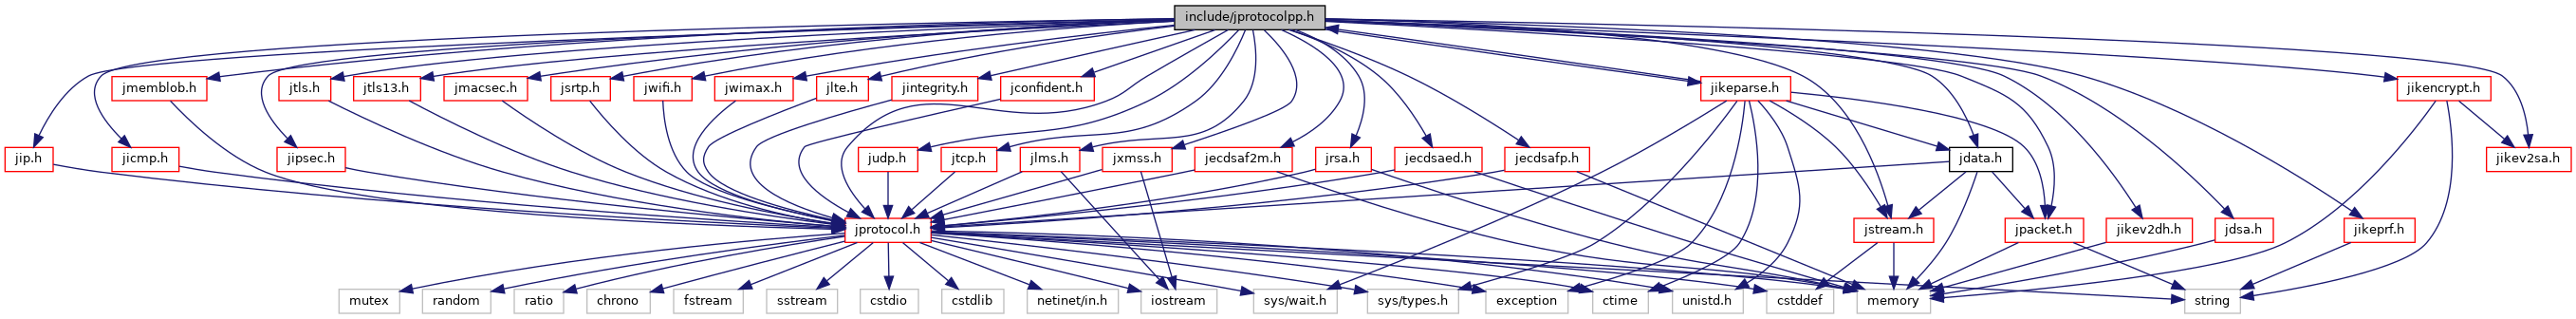 include/jprotocolpp.h
jmemblob.h
jtls.h
jtls13.h
jmacsec.h
jsrtp.h
jwifi.h
jwimax.h
jlte.h
jintegrity.h
jconfident.h
jikeparse.h
jikencrypt.h
jip.h
jicmp.h
jipsec.h
judp.h
jtcp.h
jlms.h
jxmss.h
jecdsaf2m.h
jrsa.h
jecdsaed.h
jecdsafp.h
jdata.h
jikev2sa.h
jprotocol.h
jstream.h
jpacket.h
jikev2dh.h
jdsa.h
jikeprf.h
mutex
random
ratio
chrono
fstream
sstream
cstdio
cstdlib
netinet/in.h
iostream
sys/wait.h
sys/types.h
exception
ctime
unistd.h
cstddef
memory
string